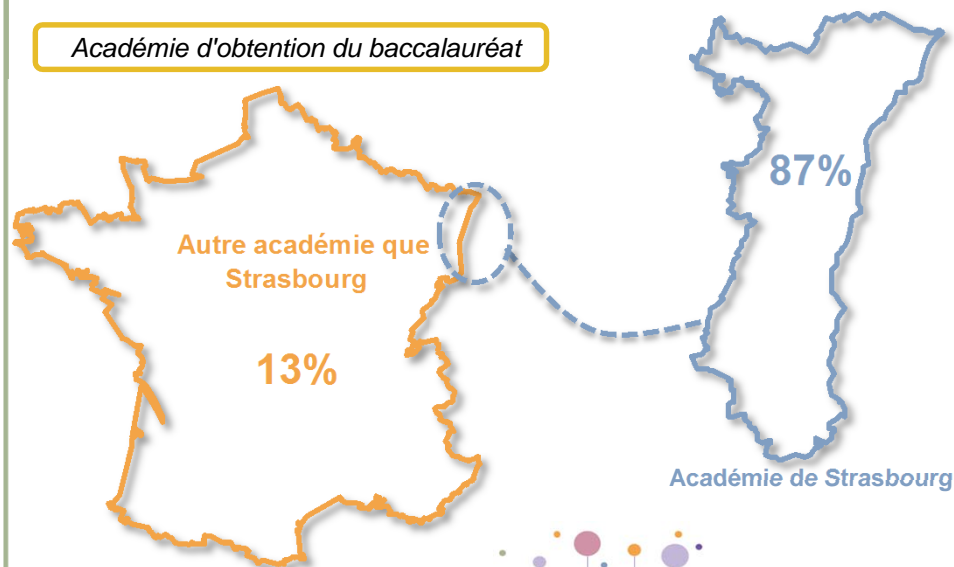 Académie d'obtention du baccalauréat
87%
Autre académie que
Strasbourg
13%
Académie de Strasbourg